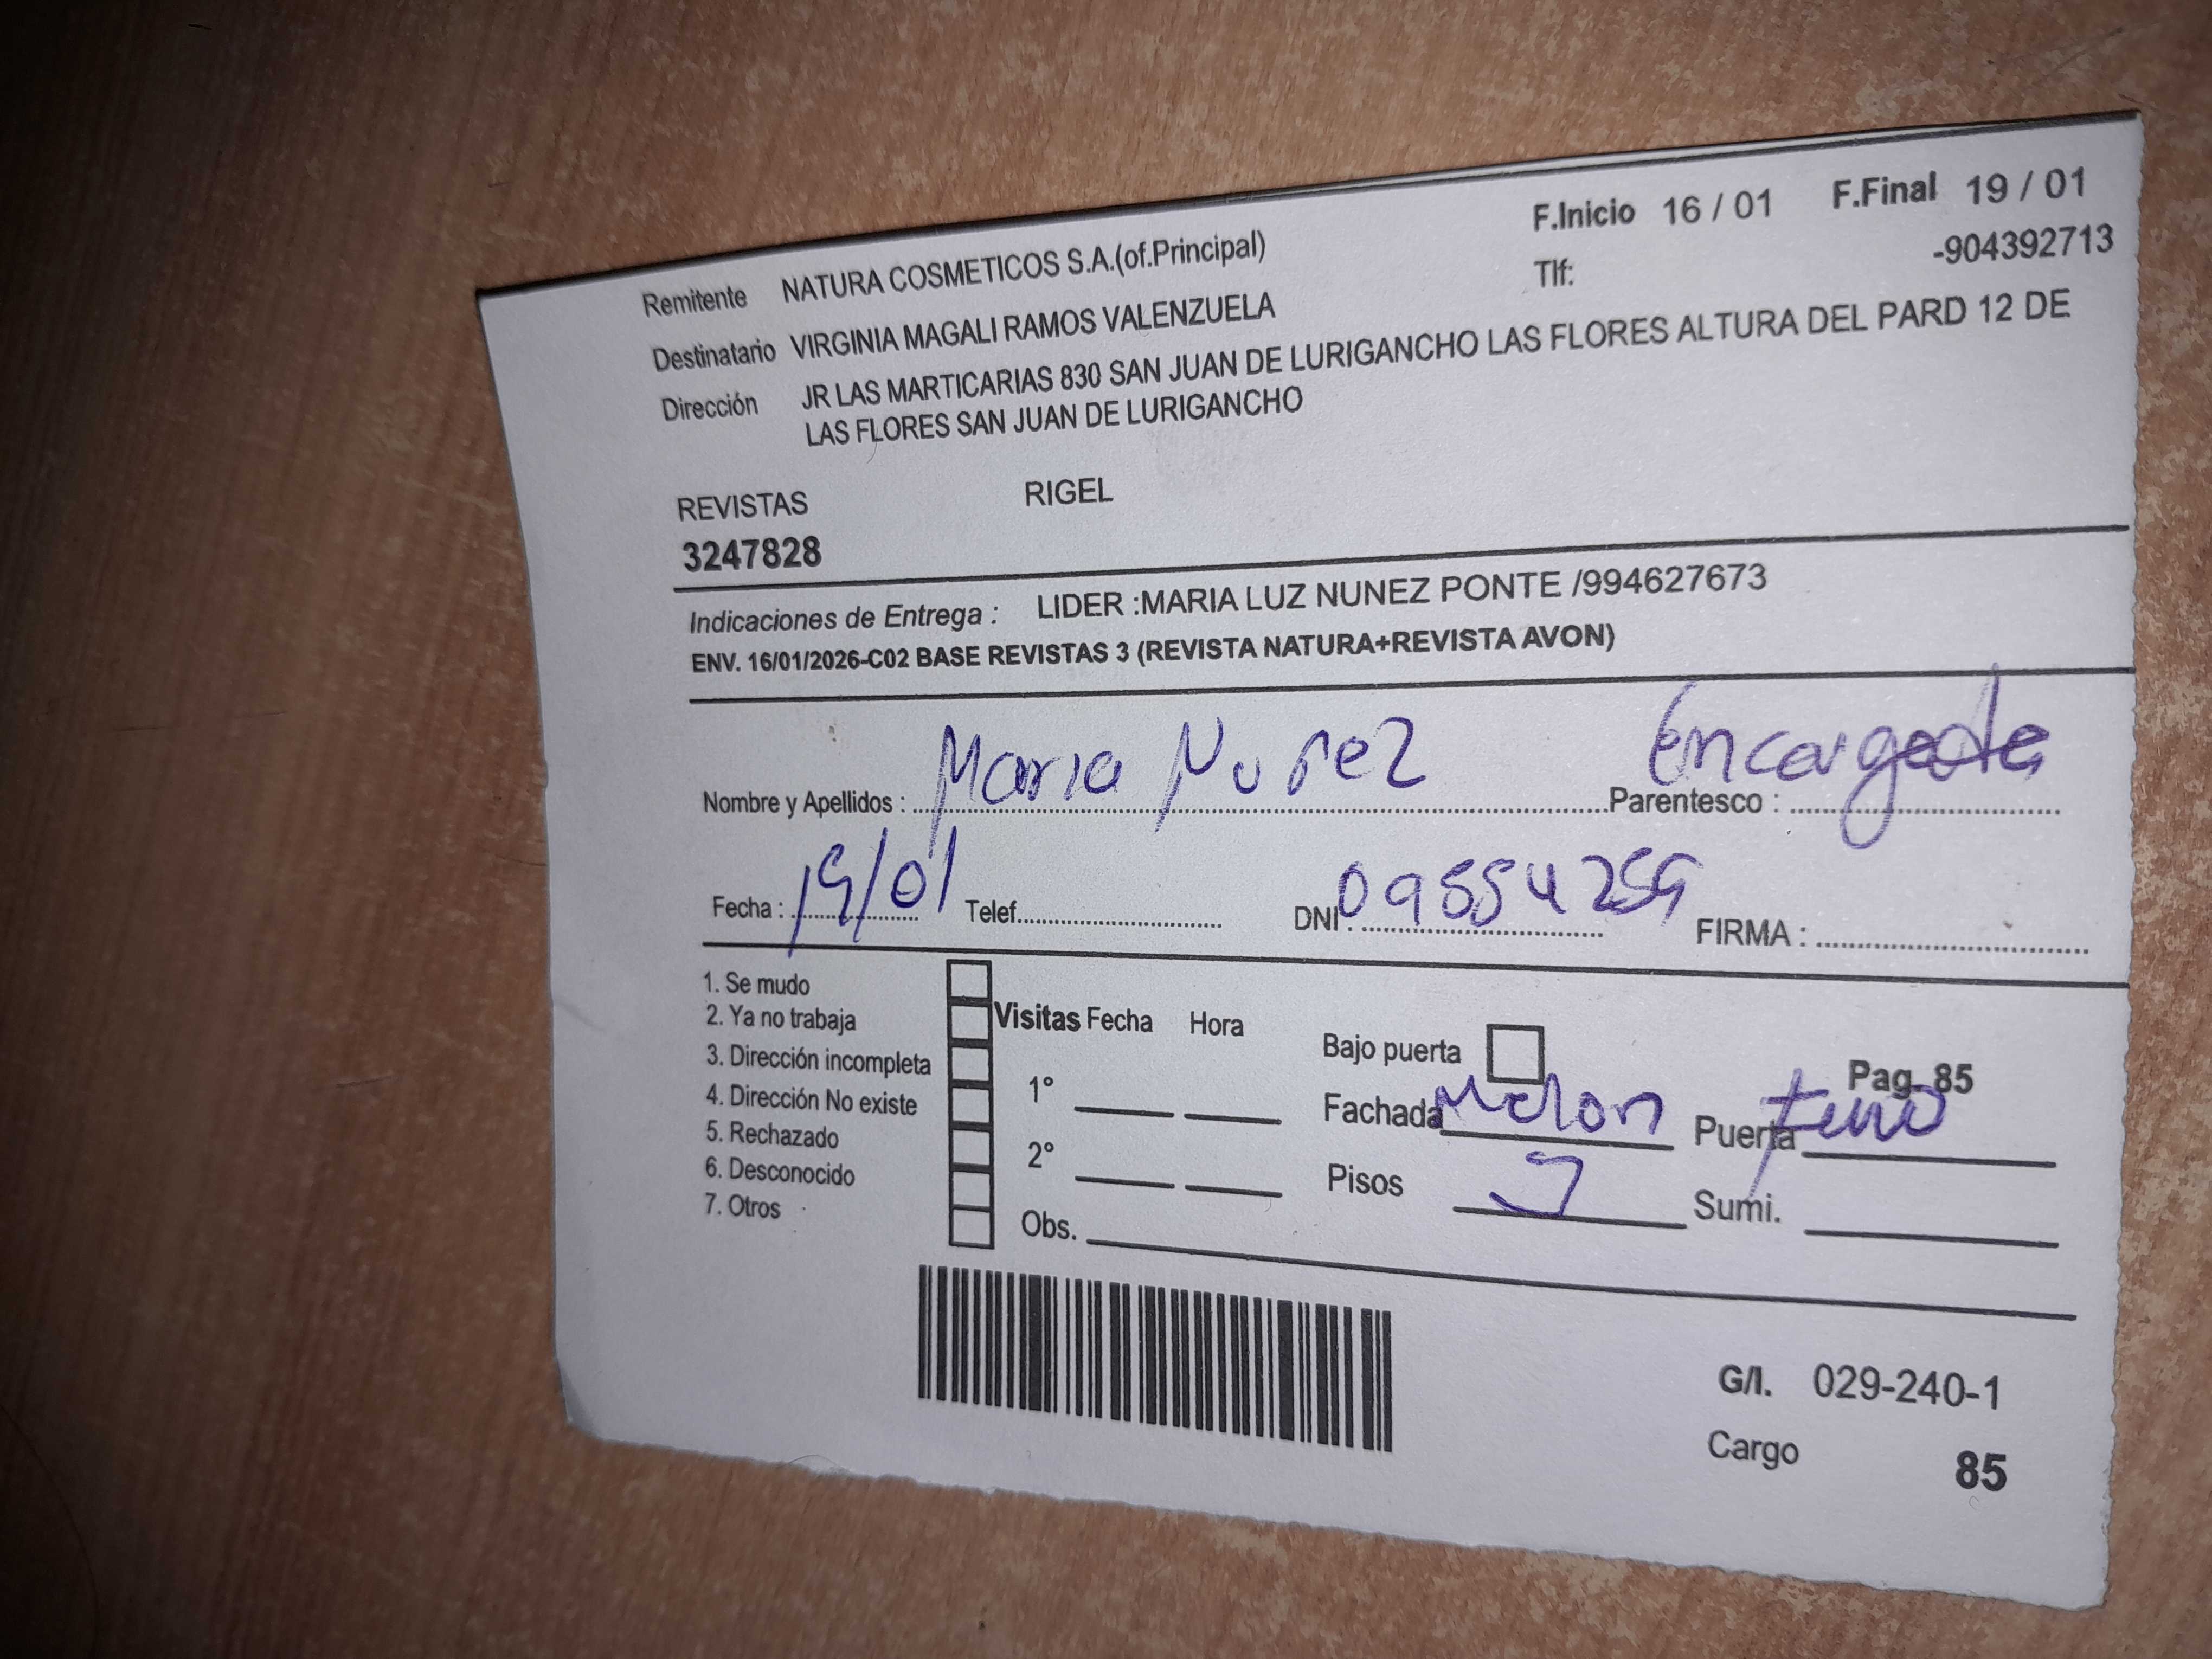 F.Inicio 16 / 01 F.Final 19 / 01
Remitente NATURA COSMETICOS S.A.(of.Principal) Tlf: -904392713
Destinatario VIRGINIA MAGALI RAMOS VALENZUELA
Dirección JR LAS MARTICARIAS 830 SAN JUAN DE LURIGANCHO LAS FLORES ALTURA DEL PARD 12 DE
LAS FLORES SAN JUAN DE LURIGANCHO
REVISTAS RIGEL
3247828
Indicaciones de Entrega : LIDER :MARIA LUZ NUNEZ PONTE /994627673
ENV. 16/01/2026-C02 BASE REVISTAS 3 (REVISTA NATURA+REVISTA AVON)
Nombre y Apellidos : Maria Nuñez Parentesco : Encargada
Fecha : 19/01 Telef. DNI : FIRMA :
1. Se mudo
2. Ya no trabaja
3. Dirección incompleta
4. Dirección No existe
5. Rechazado
6. Desconocido
7. Otros
Visitas Fecha Hora
1°
2°
Obs.
Bajo puerta Pag. 85
Fachada Melon Puerta
Pisos Sumi.
G/I. 029-240-1
Cargo 85